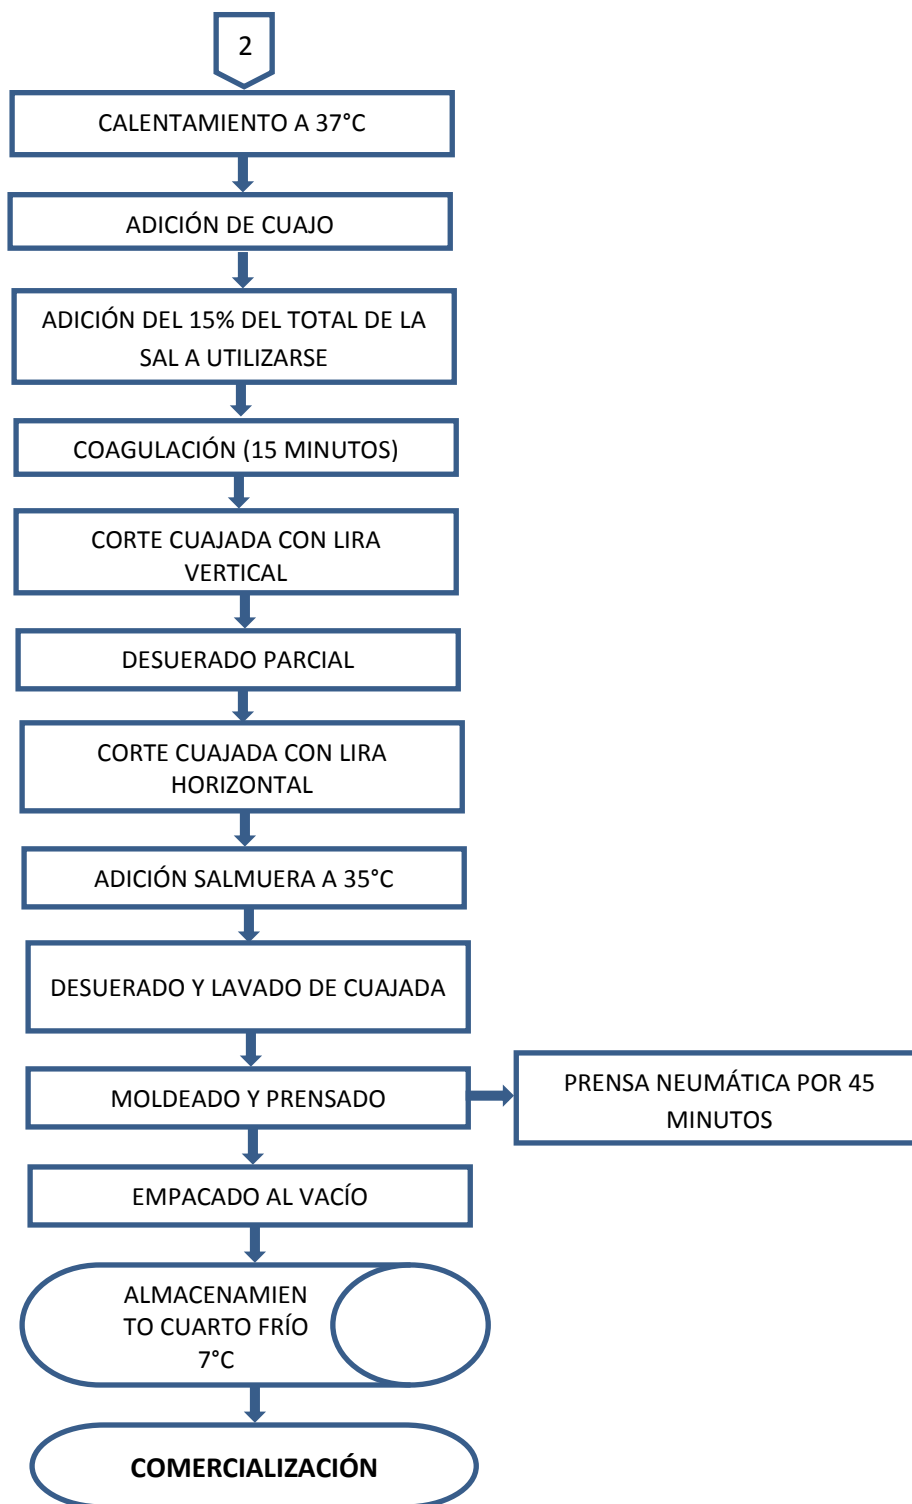 2
CALENTAMIENTO A 37°C
ADICIÓN DE CUAJO
ADICIÓN DEL 15% DEL TOTAL DE LA
SAL A UTILIZARSE
COAGULACIÓN (15 MINUTOS)
CORTE CUAJADA CON LIRA
VERTICAL
DESUERADO PARCIAL
CORTE CUAJADA CON LIRA
HORIZONTAL
ADICIÓN SALMUERA A 35°C
DESUERADO Y LAVADO DE CUAJADA
MOLDEADO Y PRENSADO
PRENSA NEUMÁTICA POR 45
MINUTOS
EMPACADO AL VACÍO
ALMACENAMIEN
TO CUARTO FRÍO
7°C
COMERCIALIZACIÓN